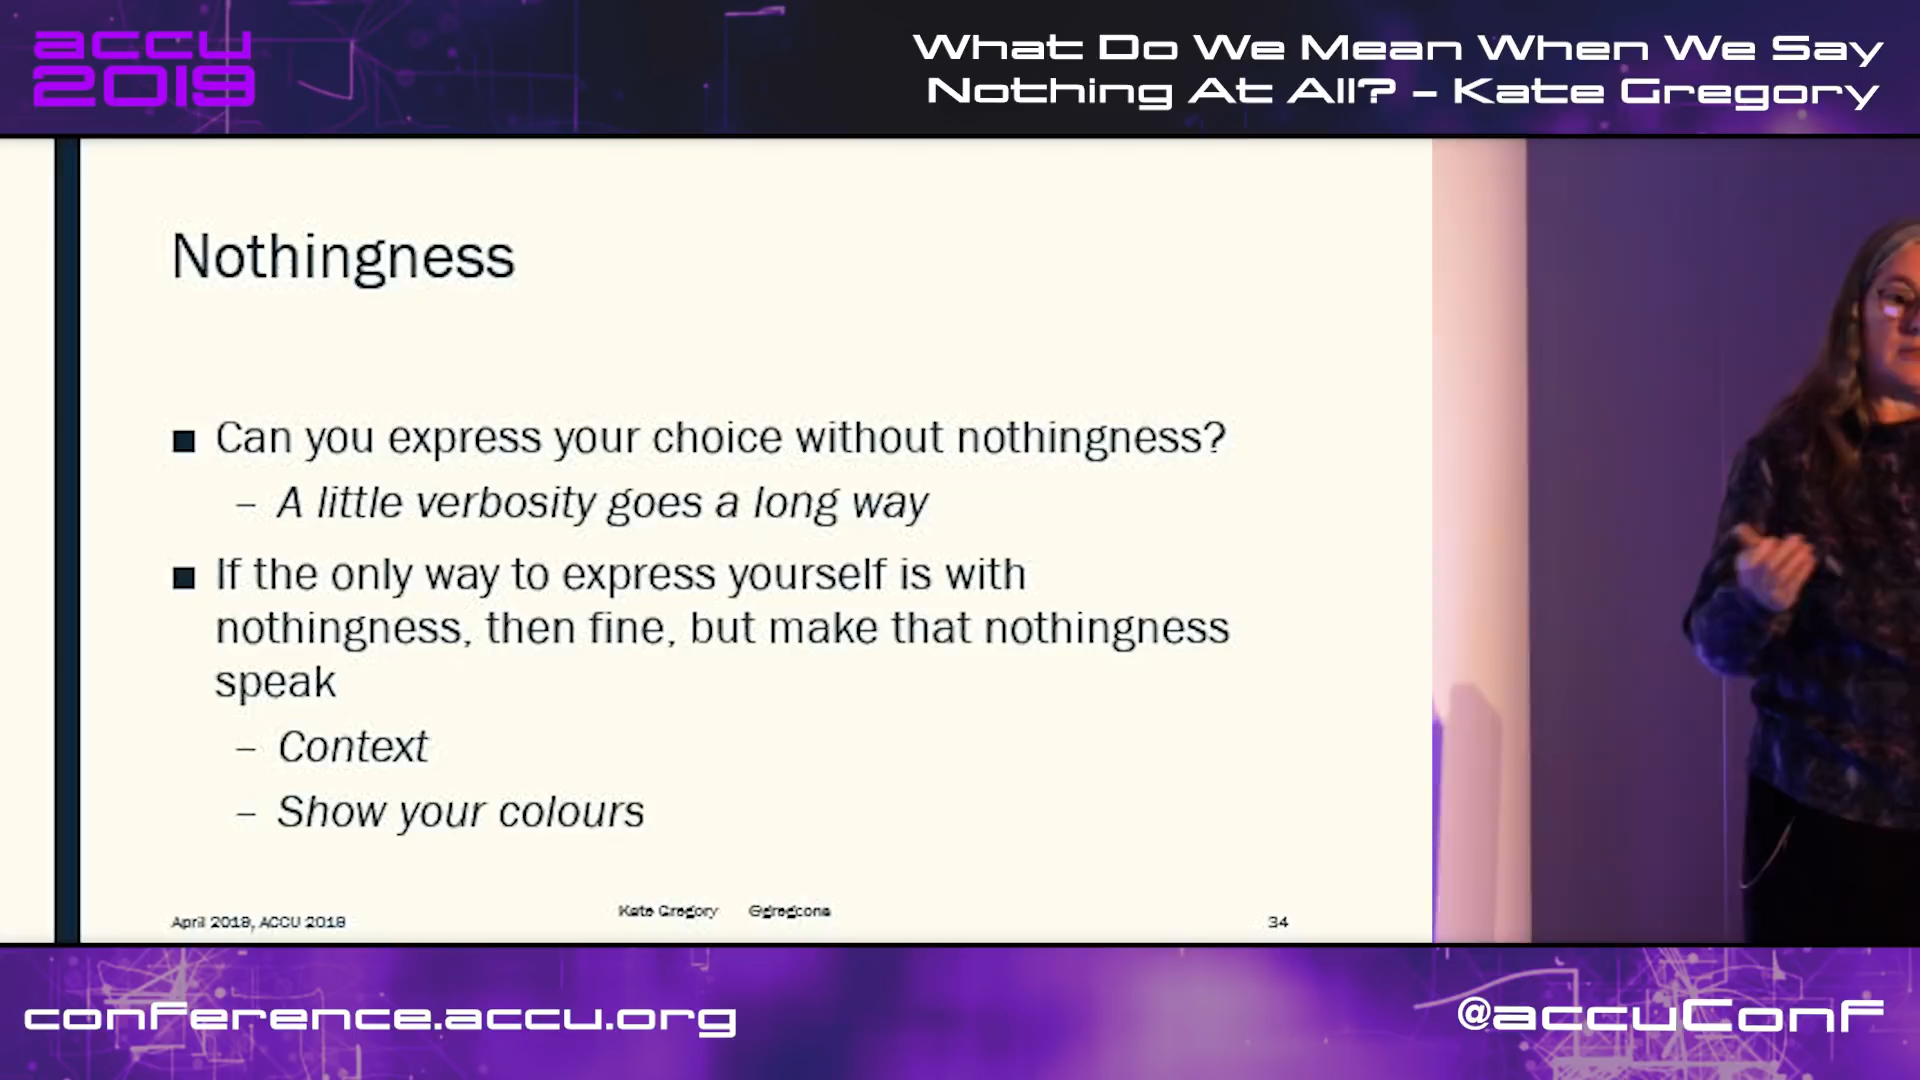 accu
2019
What Do We Mean When We Say
Nothing At All? - Kate Gregory
Nothingness
■ Can you express your choice without nothingness?
– A little verbosity goes a long way
■ If the only way to express yourself is with
nothingness, then fine, but make that nothingness
speak
– Context
– Show your colours
April 2019, ACCU 2019
Kate Gregory @gregcons
34
conference.accu.org
@accuConf